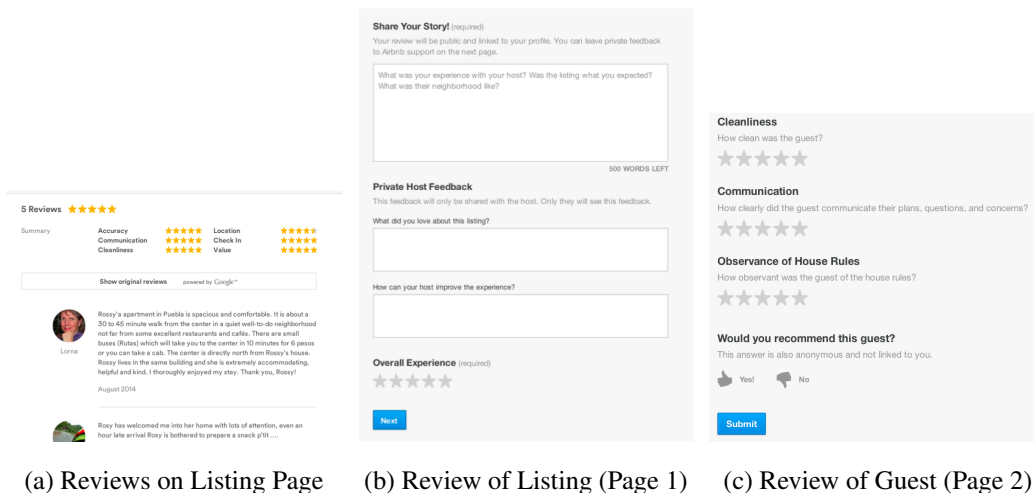 5 Reviews
Summary
Accuracy
Communication
Cleanliness
Location
Check In
Value
Show original reviews powered by Google™
Lorna
Rossy'a apartment in Puebla is spacious and comfortable. It is about a
30 to 45 minute walk from the center in a quiet well-to-do neighborhood
not far from some excellent restaurants and cafés. There are small
buses (Rutas) which will take you to the center in 10 minutes for 6 pesos
or you can take a cab. The center is directly north from Rossy's house.
Rossy lives in the same building and she is extremely accommodating,
helpful and kind. I thoroughly enjoyed my stay. Thank you, Rossy!
August 2014
Rosy has welcomed me into her home with lots of attention, even an
hour late arrival Rosy is bothered to prepare a snack p'tit ....
(a) Reviews on Listing Page
Share Your Story! (required)
Your review will be public and linked to your profile. You can leave private feedback
to Airbnb support on the next page.
What was your experience with your host? Was the listing what you expected?
What was their neighborhood like?
500 WORDS LEFT
Private Host Feedback
This feedback will only be shared with the host. Only they will see this feedback.
What did you love about this listing?
How can your host improve the experience?
Overall Experience (required)
Next
(b) Review of Listing (Page 1)
Cleanliness
How clean was the guest?
Communication
How clearly did the guest communicate their plans, questions, and concerns?
Observance of House Rules
How observant was the guest of the house rules?
Would you recommend this guest?
This answer is also anonymous and not linked to you.
Yes!
No
Submit
(c) Review of Guest (Page 2)